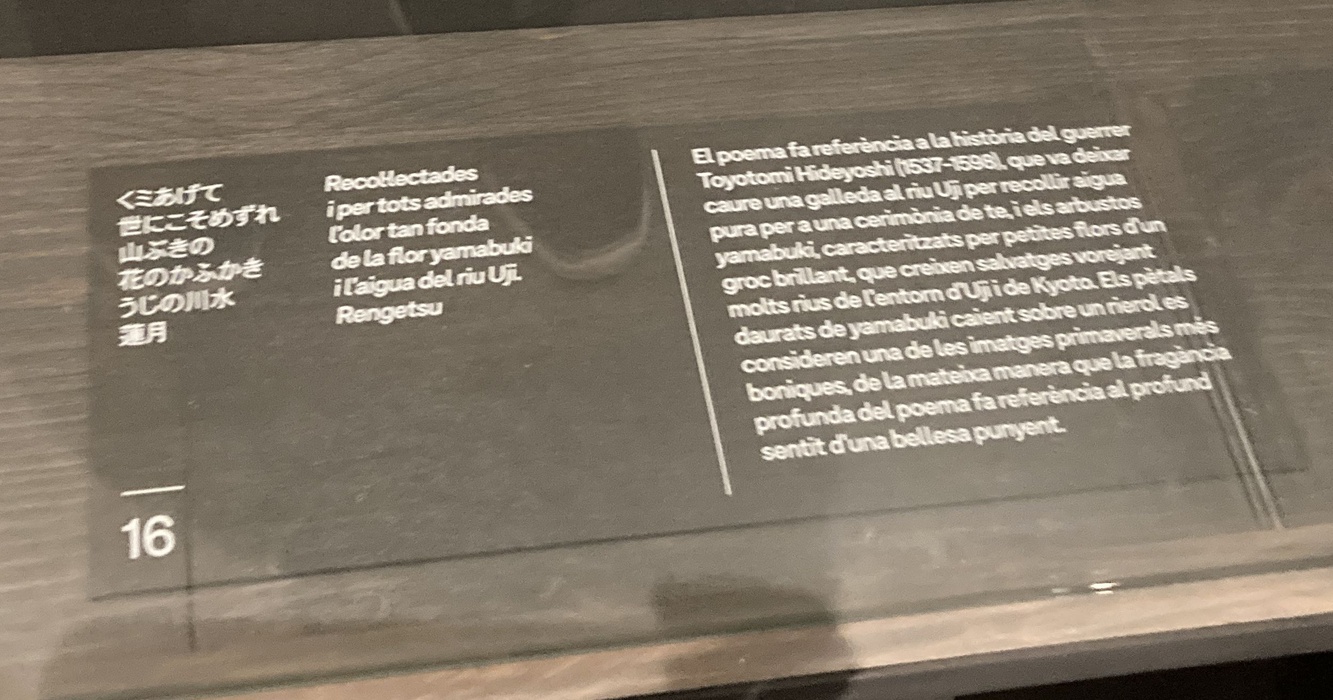 くミあげて
世にこそめずれ
山ぶきの
花のかふかき
うじの川水
蓮月
Recol·lectades
i per tots admirades
l'olor tan fonda
de la flor yamabuki
i l'aigua del riu Uji.
Rengetsu
El poema fa referència a la història del guerrer
Toyotomi Hideyoshi (1537-1598), que va deixar
caure una galleda al riu Uji per recollir aigua
pura per a una cerimònia de te, i els arbustos
yamabuki, caracteritzats per petites flors d'un
groc brillant, que creixen salvatges vorejant
molts rius de l'entorn d'Uji i de Kyoto. Els pètals
daurats de yamabuki caient sobre un rierol es
consideren una de les imatges primaverals més
boniques, de la mateixa manera que la fragància
profunda del poema fa referència al profund
sentit d'una bellesa punyent.
16